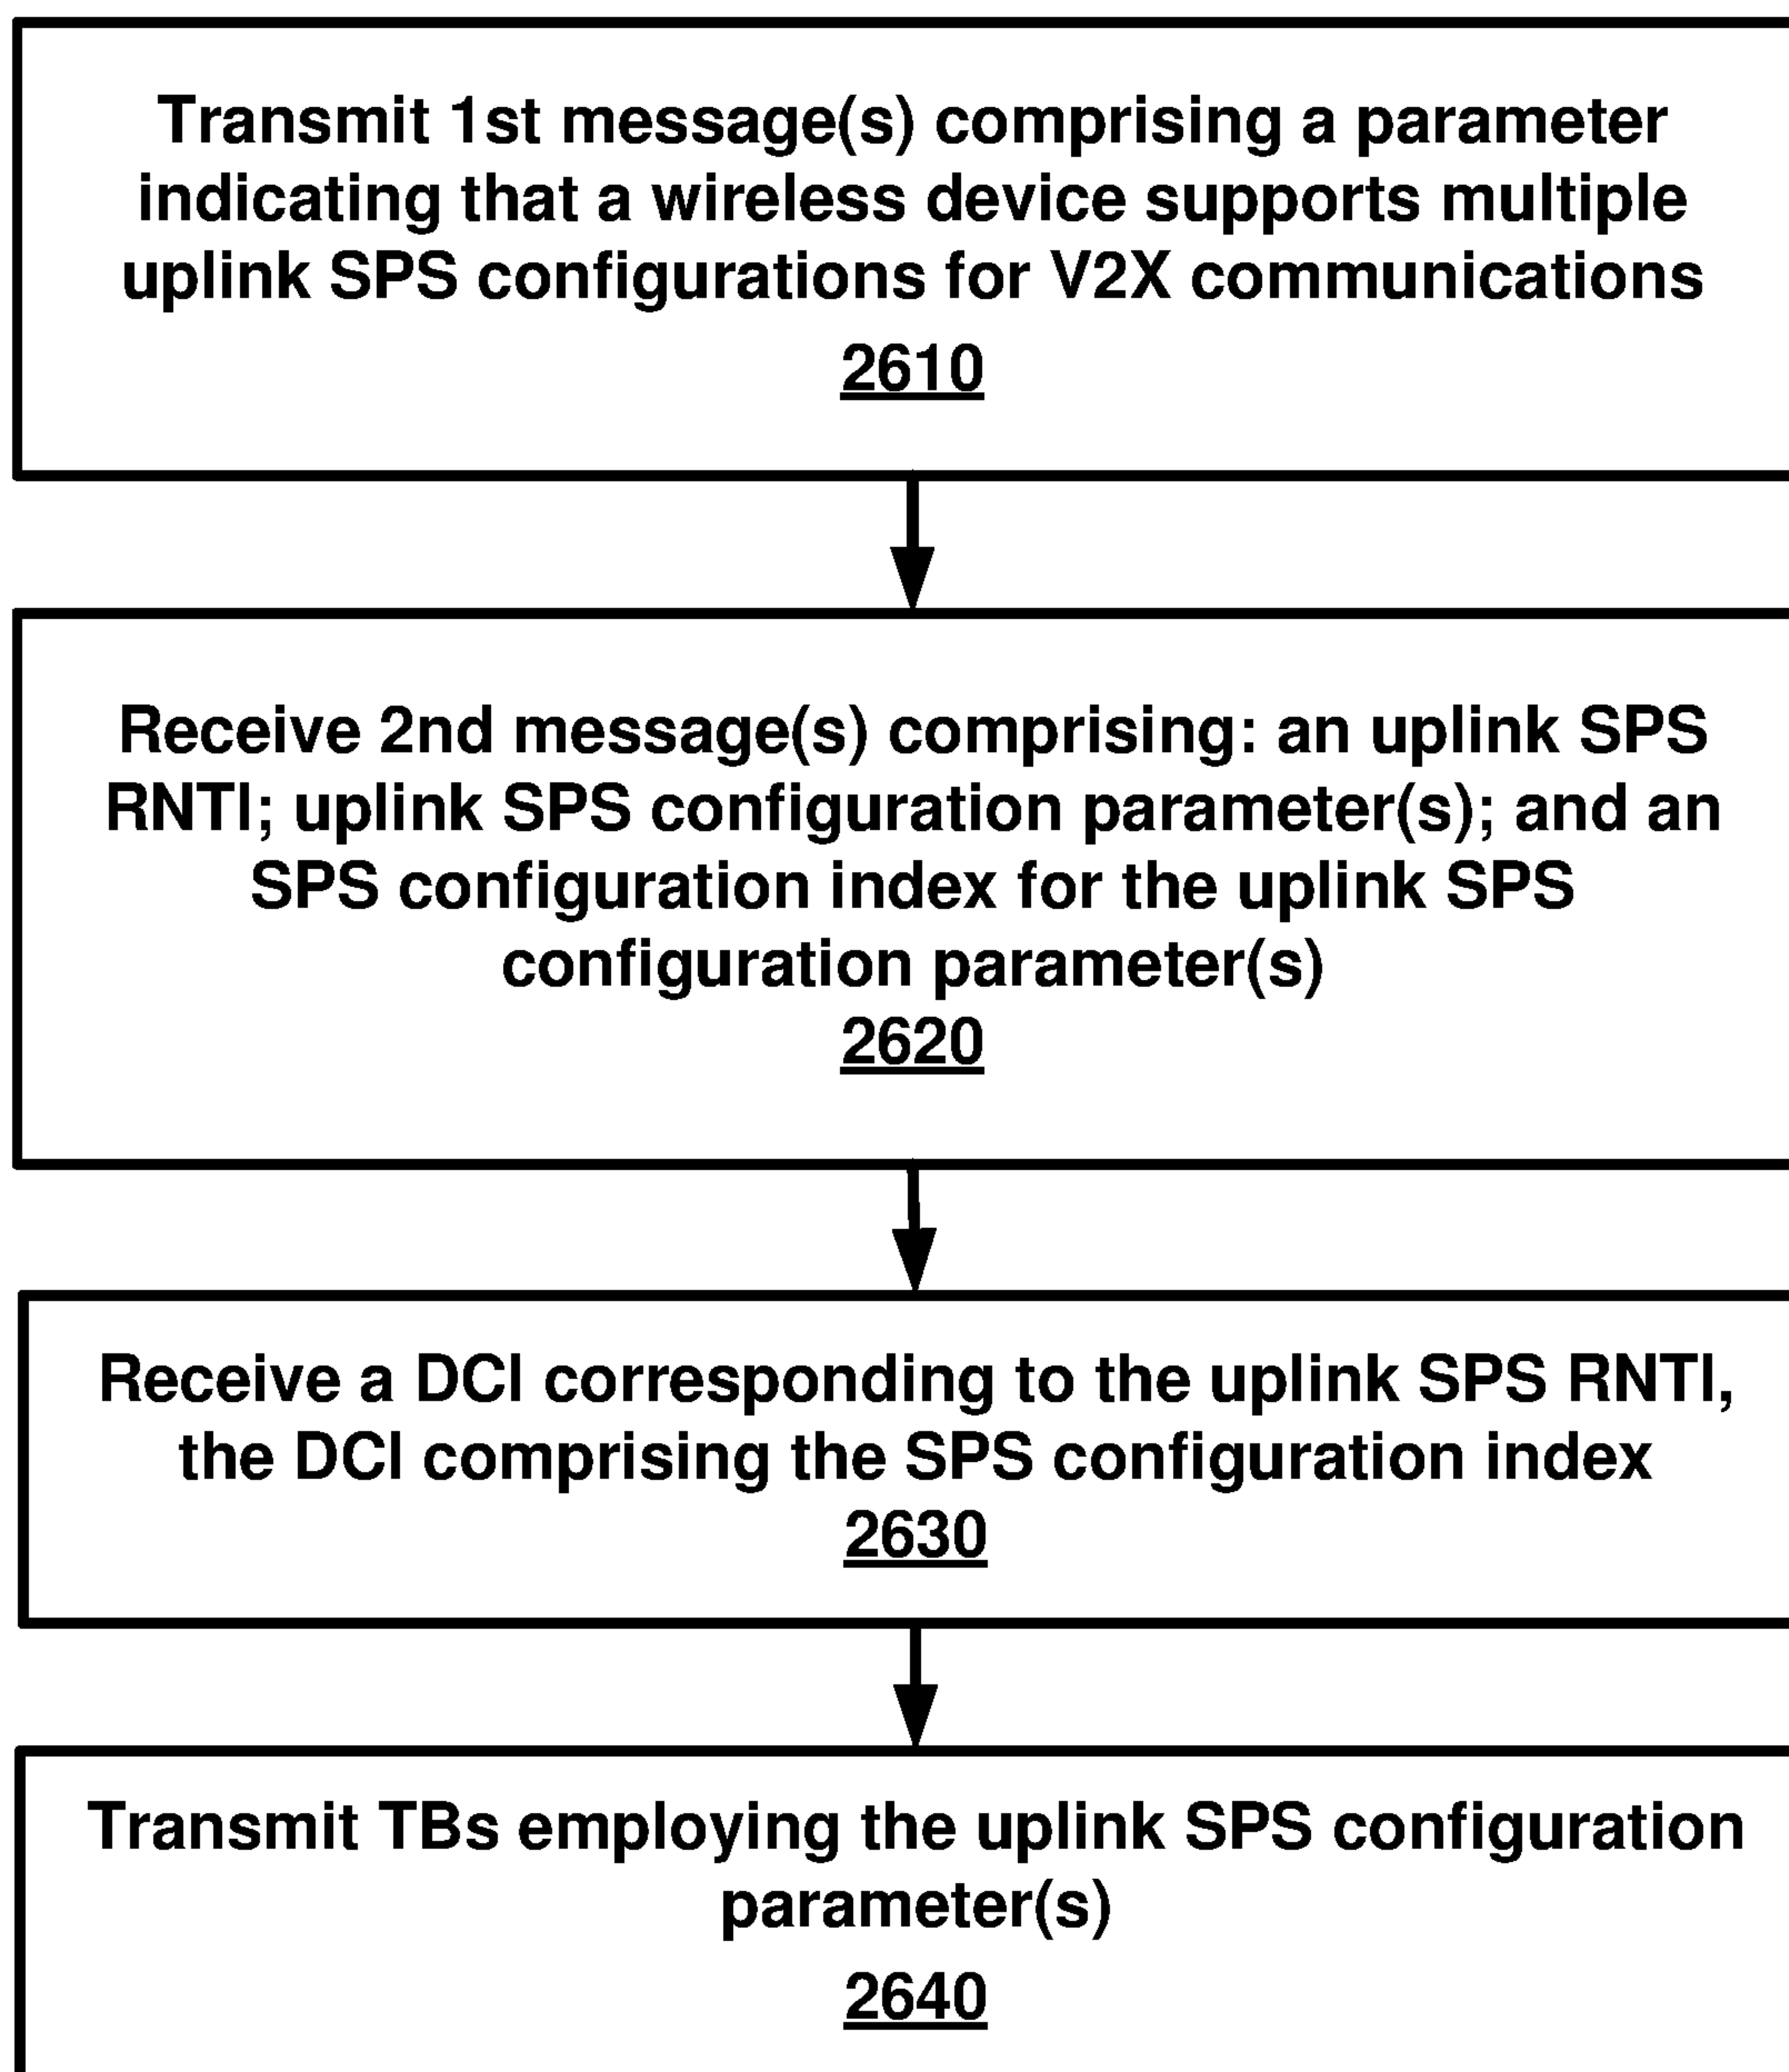 Transmit 1st message(s) comprising a parameter
indicating that a wireless device supports multiple
uplink SPS configurations for V2X communications
2610
Receive 2nd message(s) comprising: an uplink SPS
RNTI; uplink SPS configuration parameter(s); and an
SPS configuration index for the uplink SPS
configuration parameter(s)
2620
Receive a DCI corresponding to the uplink SPS RNTI,
the DCI comprising the SPS configuration index
2630
Transmit TBs employing the uplink SPS configuration
parameter(s)
2640